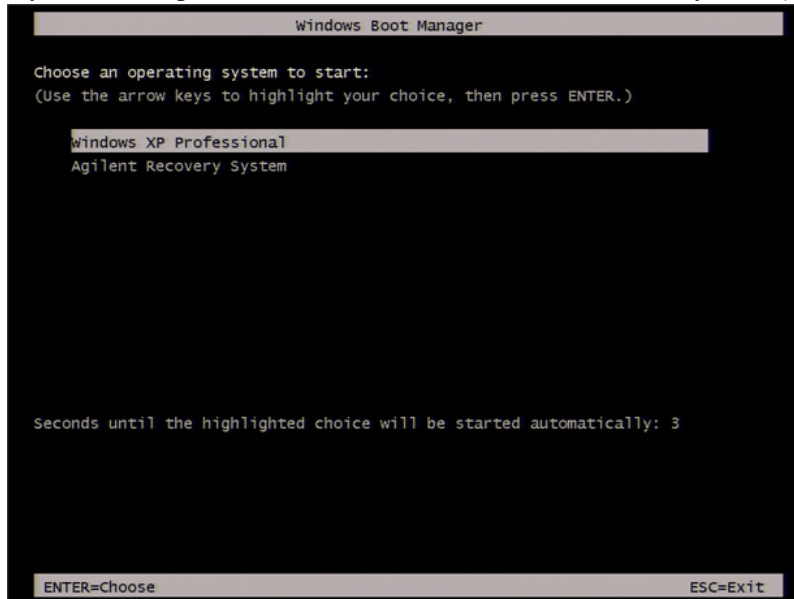 Windows Boot Manager
Choose an operating system to start:
(Use the arrow keys to highlight your choice, then press ENTER.)
Windows XP Professional
Agilent Recovery System
Seconds until the highlighted choice will be started automatically: 3
ENTER=Choose ESC=Exit